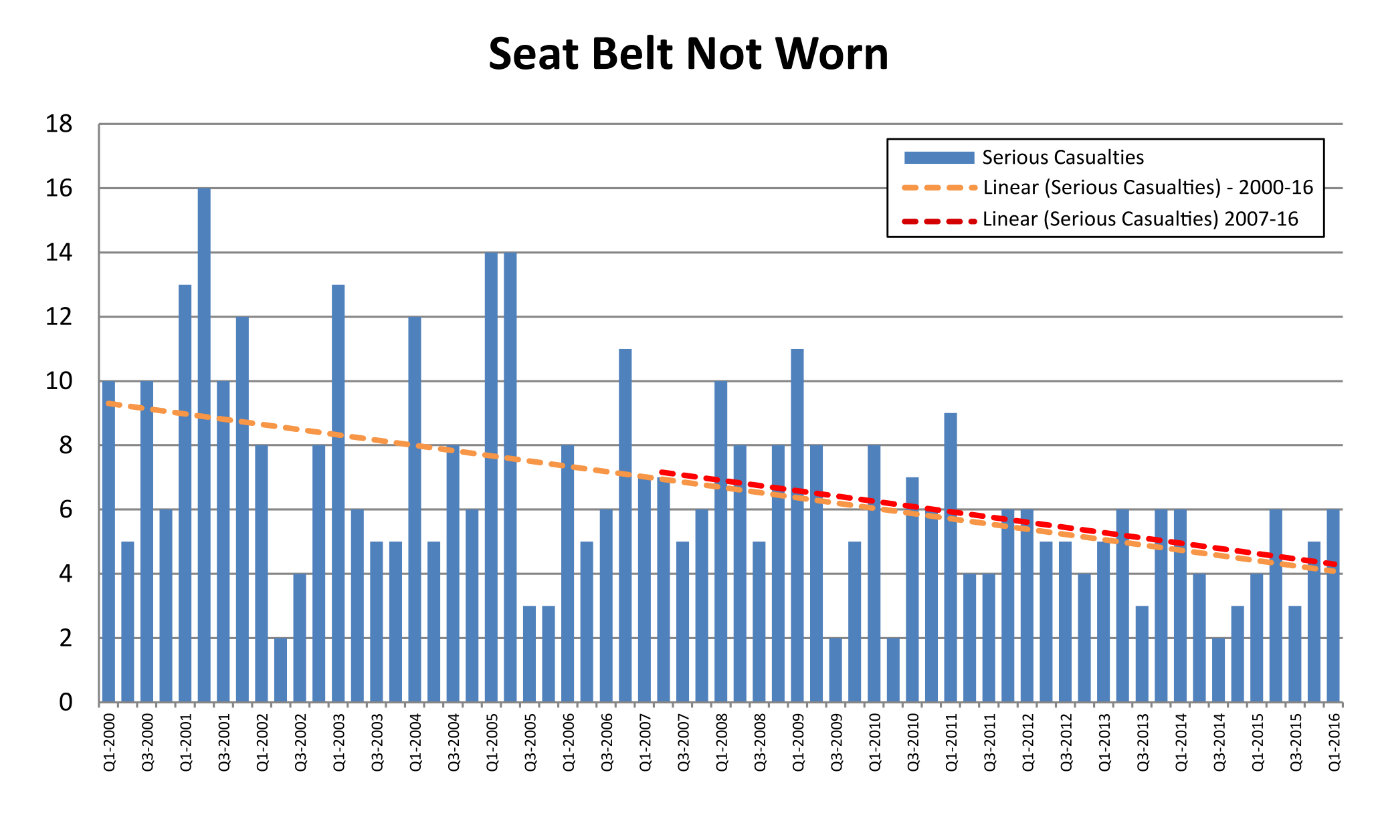 Seat Belt Not Worn
18
16
14
12
10
8
6
4
2
0
Serious Casualties
Linear (Serious Casualties) - 2000-16
Linear (Serious Casualties) 2007-16
Q1-2000
Q3-2000
Q1-2001
Q3-2001
Q1-2002
Q3-2002
Q1-2003
Q3-2003
Q1-2004
Q3-2004
Q1-2005
Q3-2005
Q1-2006
Q3-2006
Q1-2007
Q3-2007
Q1-2008
Q3-2008
Q1-2009
Q3-2009
Q1-2010
Q3-2010
Q1-2011
Q3-2011
Q1-2012
Q3-2012
Q1-2013
Q3-2013
Q1-2014
Q3-2014
Q1-2015
Q3-2015
Q1-2016